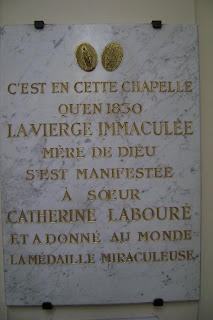 C'EST EN CETTE CHAPELLE
QU'EN 1830
LA VIERGE IMMACULÉE
MÈRE DE DIEU
S'EST MANIFESTÉE
À SŒUR
CATHERINE LABOURÉ
ET A DONNÉ AU MONDE
LA MÉDAILLE MIRACULEUSE